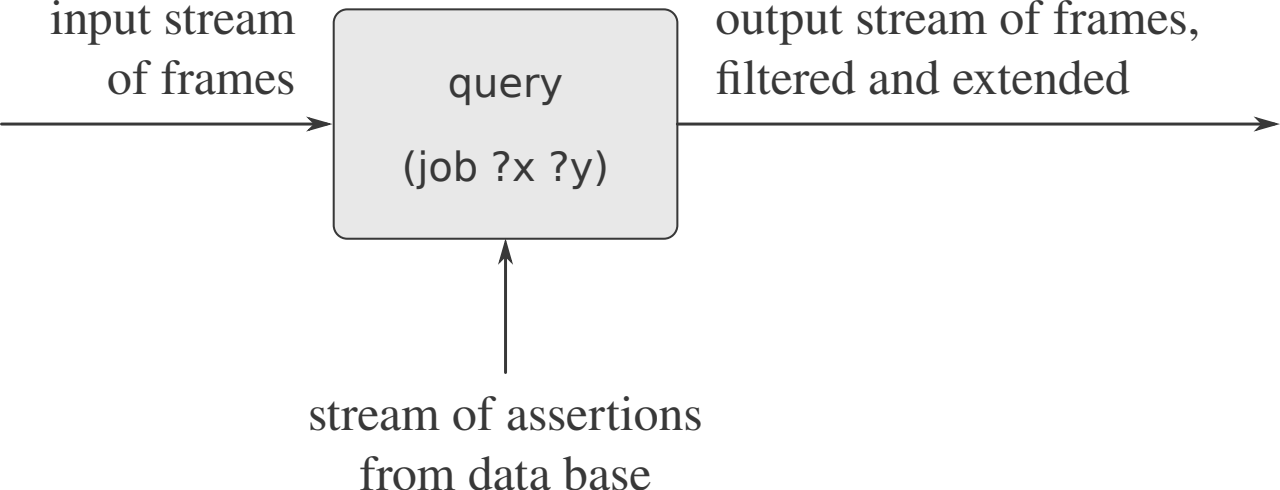 input stream
of frames
query
(job ?x ?y)
output stream of frames,
filtered and extended
stream of assertions
from data base